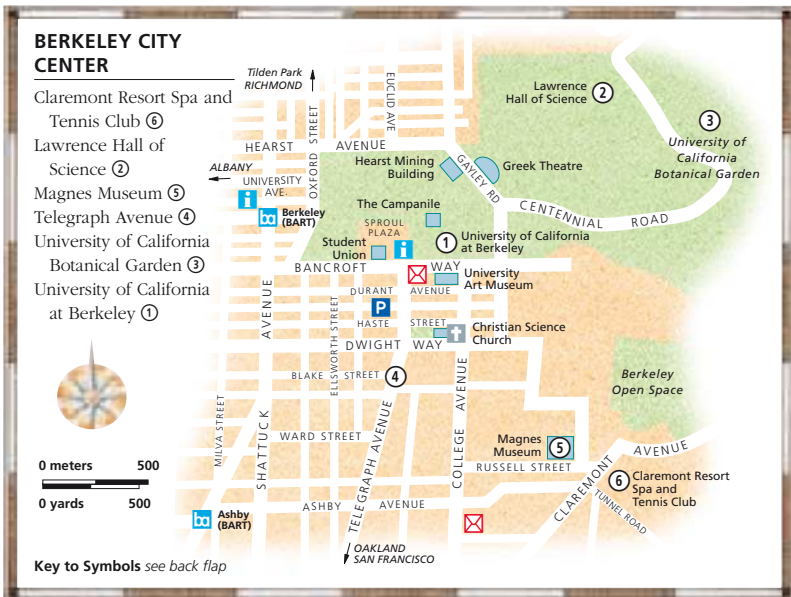 BERKELEY CITY
CENTER
Claremont Resort Spa and
Tennis Club ⑥
Lawrence Hall of
Science ②
Magnes Museum ⑤
Telegraph Avenue ④
University of California
Botanical Garden ③
University of California
at Berkeley ①
0 meters 500
0 yards 500
Key to Symbols see back flap
Tilden Park
RICHMOND
EUCLID AVE
OXFORD STREET
Lawrence
Hall of Science ②
③
University of
California
Botanical Garden
HEARST AVENUE
ALBANY
UNIVERSITY
AVE.
Hearst Mining
Building
GAYLEY RD
Greek Theatre
i
ba Berkeley
(BART)
The Campanile
CENTENNIAL ROAD
SPROUL
PLAZA
Student
Union
i
① University of California
at Berkeley
BANCROFT WAY
University
Art Museum
DURANT AVENUE
P
HASTE STREET
Christian Science
Church
DWIGHT WAY
BLAKE STREET ④
ELLSWORTH STREET
Berkeley
Open Space
MILVA STREET
SHATTUCK AVENUE
WARD STREET
TELEGRAPH AVENUE
COLLEGE AVENUE
Magnes
Museum ⑤
RUSSELL STREET
CLAREMONT AVENUE
⑥ Claremont Resort
Spa and
Tennis Club
TUNNEL ROAD
ASHBY AVENUE
ba Ashby
(BART)
OAKLAND
SAN FRANCISCO